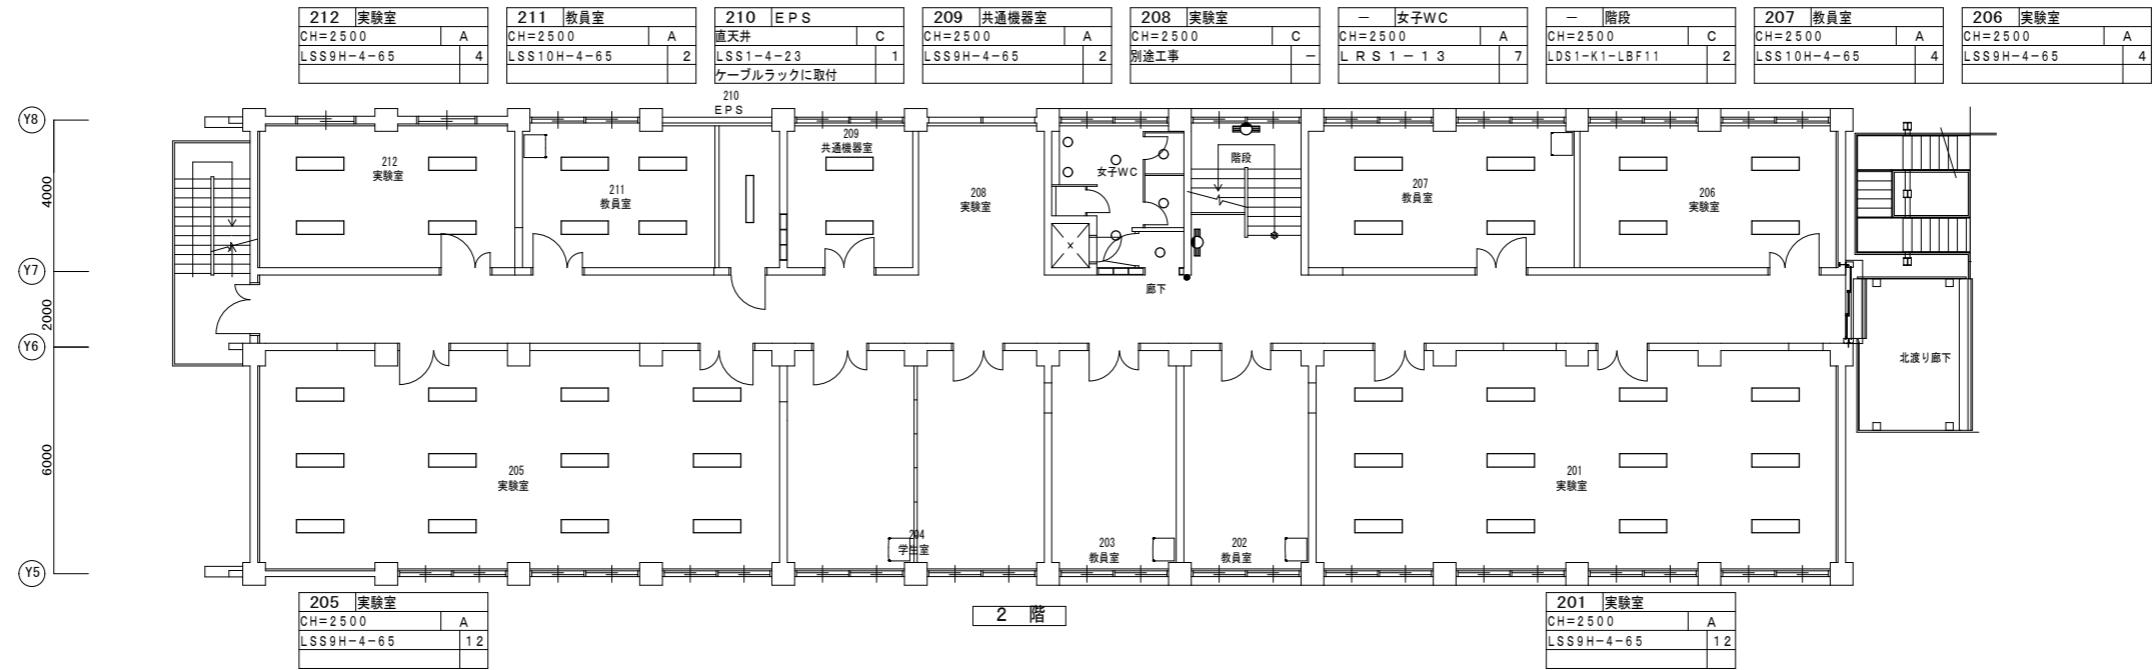 212 実験室
CH=2500 A
LSS9H-4-65 4
211 教員室
CH=2500 A
LSS10H-4-65 2
210 EPS
直天井 C
LSS1-4-23 1
ケーブルラックに取付
209 共通機器室
CH=2500 A
LSS9H-4-65 2
208 実験室
CH=2500 C
別途工事 －
－ 女子WC
CH=2500 A
LRS1-13 7
－ 階段
CH=2500 C
LDS1-K1-LBF11 2
207 教員室
CH=2500 A
LSS10H-4-65 4
206 実験室
CH=2500 A
LSS9H-4-65 4
Y8
Y7
Y6
Y5
4000
2000
6000
212
実験室
211
教員室
210
EPS
209
共通機器室
208
実験室
女子WC
階段
207
教員室
206
実験室
廊下
北渡り廊下
205
実験室
204
学生室
203
教員室
202
教員室
201
実験室
205 実験室
CH=2500 A
LSS9H-4-65 12
2 階
201 実験室
CH=2500 A
LSS9H-4-65 12